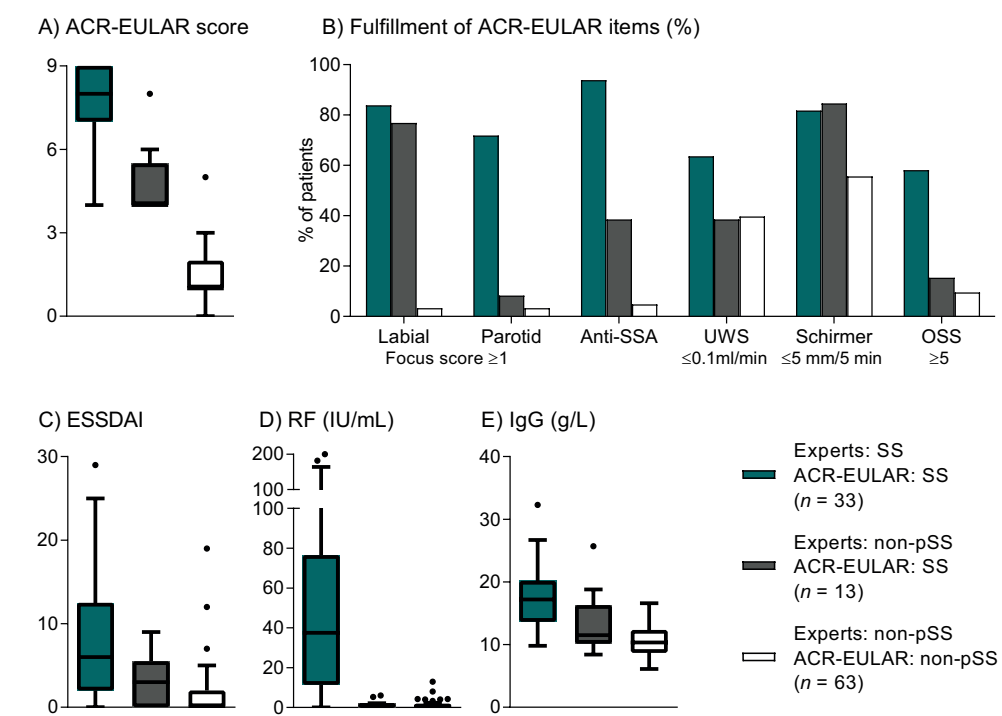 A) ACR-EULAR score
9
6
3
0
B) Fulfillment of ACR-EULAR items (%)
% of patients
100
80
60
40
20
0
Labial
Parotid
Anti-SSA
UWS
Schirmer
OSS
Focus score ≥1
≤0.1ml/min
≤5 mm/5 min
≥5
C) ESSDAI
30
20
10
0
D) RF (IU/mL)
200
100
100
80
60
40
20
0
E) IgG (g/L)
40
30
20
10
0
Experts: SS
ACR-EULAR: SS
(n = 33)
Experts: non-pSS
ACR-EULAR: SS
(n = 13)
Experts: non-pSS
ACR-EULAR: non-pSS
(n = 63)